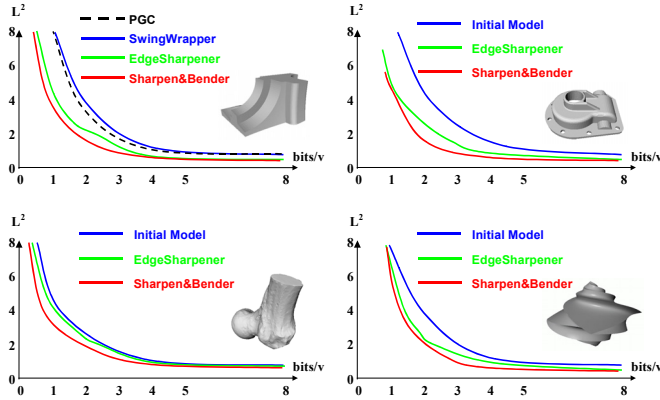 L²
PGC
SwingWrapper
EdgeSharpener
Sharpen&Bender
8
6
4
2
0
bits/v
0 1 2 3 4 5 8
L²
Initial Model
EdgeSharpener
Sharpen&Bender
8
6
4
2
0
bits/v
0 1 2 3 4 5 8
L²
Initial Model
EdgeSharpener
Sharpen&Bender
8
6
4
2
0
bits/v
0 1 2 3 4 5 8
L²
Initial Model
EdgeSharpener
Sharpen&Bender
8
6
4
2
0
bits/v
0 1 2 3 4 5 8